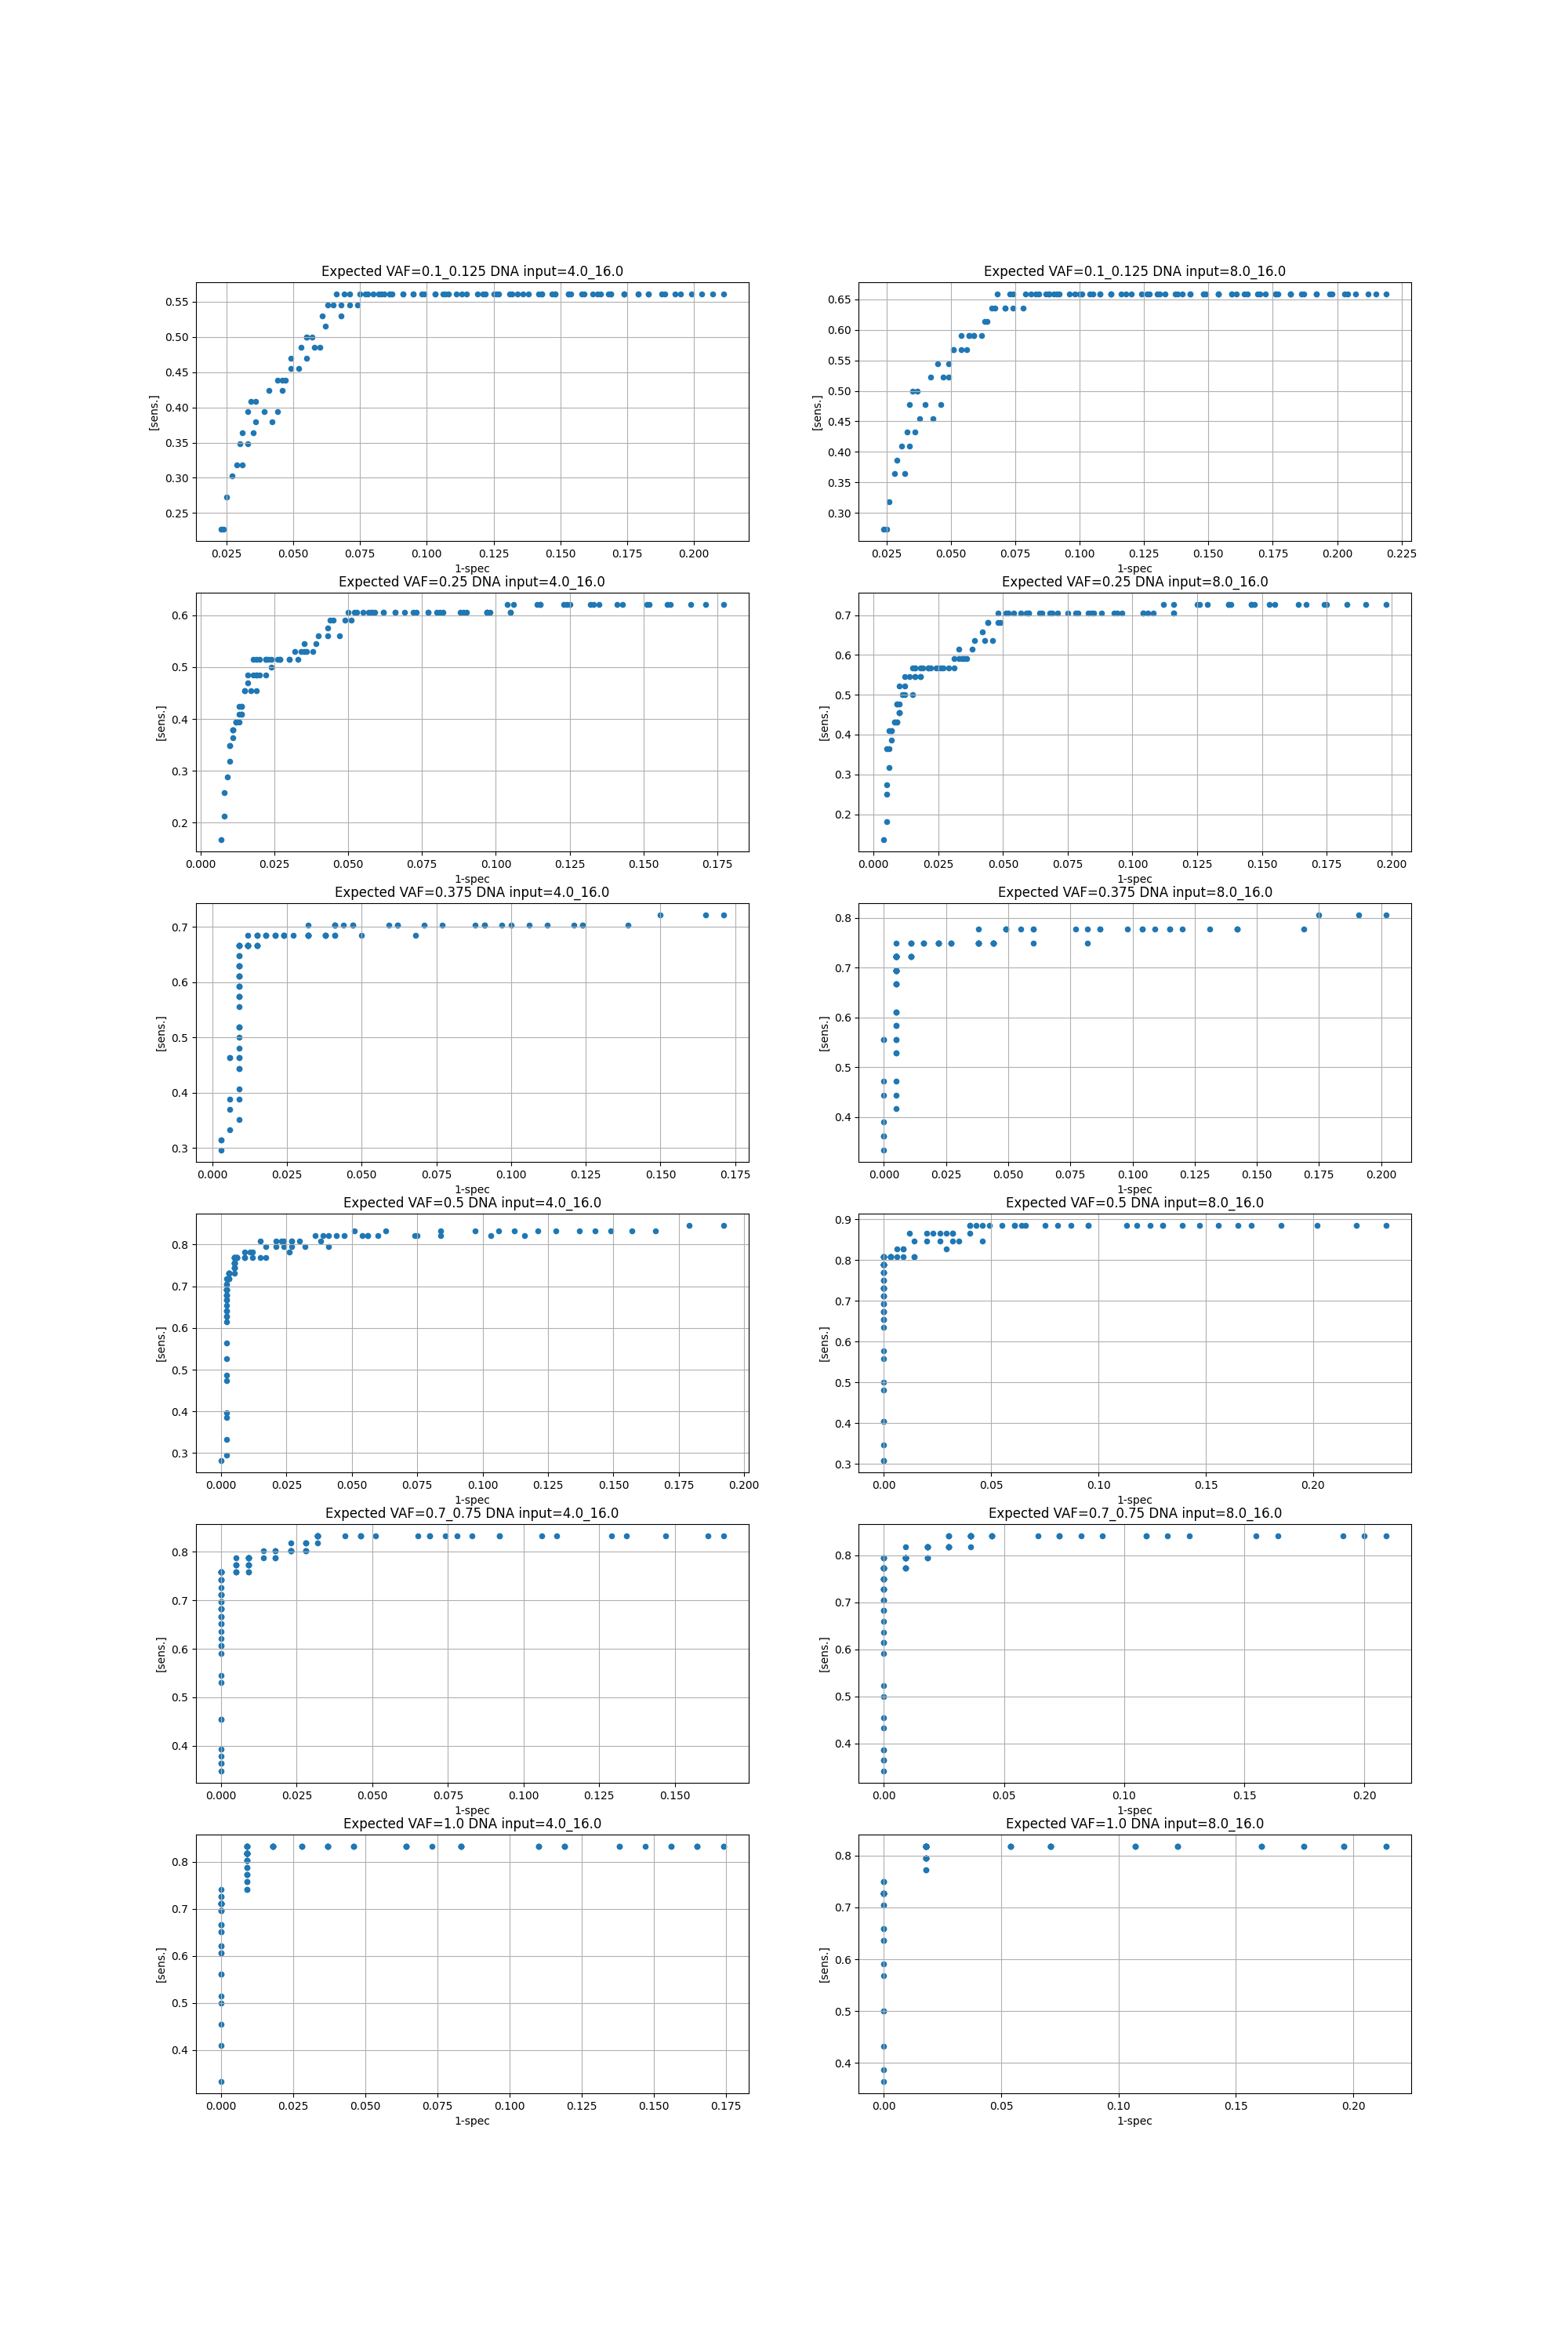 Expected VAF=0.1_0.125 DNA input=4.0_16.0
[sens.]
0.55
0.50
0.45
0.40
0.35
0.30
0.25
0.025 0.050 0.075 0.100 0.125 0.150 0.175 0.200
1-spec
Expected VAF=0.1_0.125 DNA input=8.0_16.0
[sens.]
0.65
0.60
0.55
0.50
0.45
0.40
0.35
0.30
0.025 0.050 0.075 0.100 0.125 0.150 0.175 0.200 0.225
1-spec
Expected VAF=0.25 DNA input=4.0_16.0
[sens.]
0.6
0.5
0.4
0.3
0.2
0.000 0.025 0.050 0.075 0.100 0.125 0.150 0.175
1-spec
Expected VAF=0.25 DNA input=8.0_16.0
[sens.]
0.7
0.6
0.5
0.4
0.3
0.2
0.000 0.025 0.050 0.075 0.100 0.125 0.150 0.175 0.200
1-spec
Expected VAF=0.375 DNA input=4.0_16.0
[sens.]
0.7
0.6
0.5
0.4
0.3
0.000 0.025 0.050 0.075 0.100 0.125 0.150 0.175
1-spec
Expected VAF=0.375 DNA input=8.0_16.0
[sens.]
0.8
0.7
0.6
0.5
0.4
0.000 0.025 0.050 0.075 0.100 0.125 0.150 0.175 0.200
1-spec
Expected VAF=0.5 DNA input=4.0_16.0
[sens.]
0.8
0.7
0.6
0.5
0.4
0.3
0.000 0.025 0.050 0.075 0.100 0.125 0.150 0.175 0.200
1-spec
Expected VAF=0.5 DNA input=8.0_16.0
[sens.]
0.9
0.8
0.7
0.6
0.5
0.4
0.3
0.00 0.05 0.10 0.15 0.20
1-spec
Expected VAF=0.7_0.75 DNA input=4.0_16.0
[sens.]
0.8
0.7
0.6
0.5
0.4
0.000 0.025 0.050 0.075 0.100 0.125 0.150
1-spec
Expected VAF=0.7_0.75 DNA input=8.0_16.0
[sens.]
0.8
0.7
0.6
0.5
0.4
0.00 0.05 0.10 0.15 0.20
1-spec
Expected VAF=1.0 DNA input=4.0_16.0
[sens.]
0.8
0.7
0.6
0.5
0.4
0.000 0.025 0.050 0.075 0.100 0.125 0.150 0.175
1-spec
Expected VAF=1.0 DNA input=8.0_16.0
[sens.]
0.8
0.7
0.6
0.5
0.4
0.00 0.05 0.10 0.15 0.20
1-spec